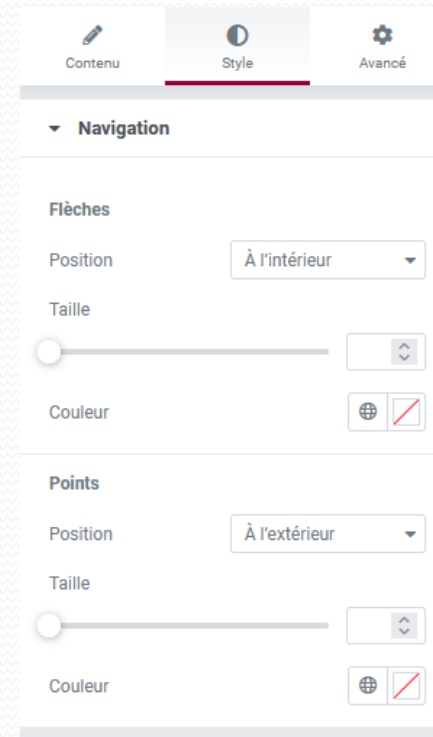 Contenu Style Avancé
Navigation
Flèches
Position À l'intérieur
Taille
Couleur
Points
Position À l'extérieur
Taille
Couleur